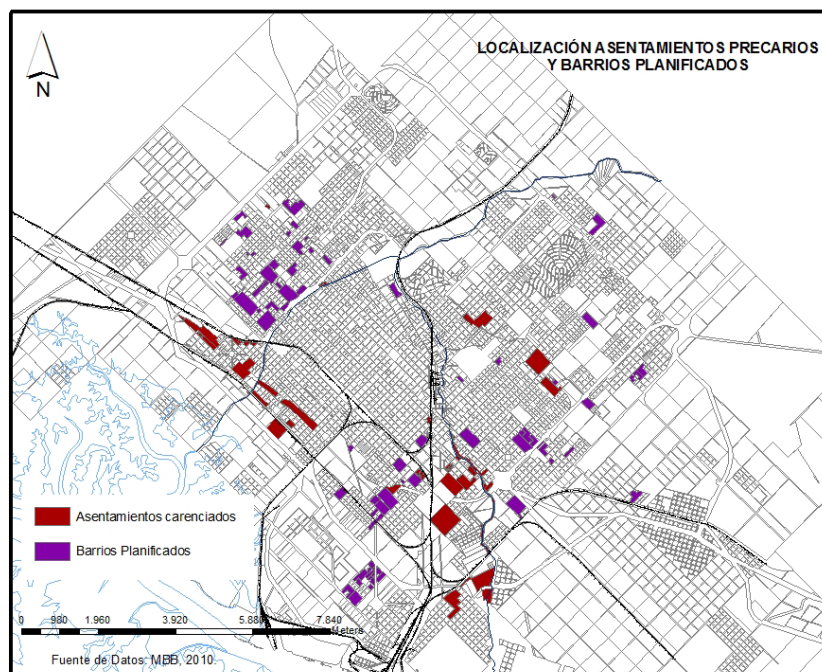 LOCALIZACIÓN ASENTAMIENTOS PRECARIOS
Y BARRIOS PLANIFICADOS
N
Asentamientos carenciados
Barrios Planificados
0 980 1.960 3.920 5.880 7.840
Meters
Fuente de Datos: MBB, 2010.